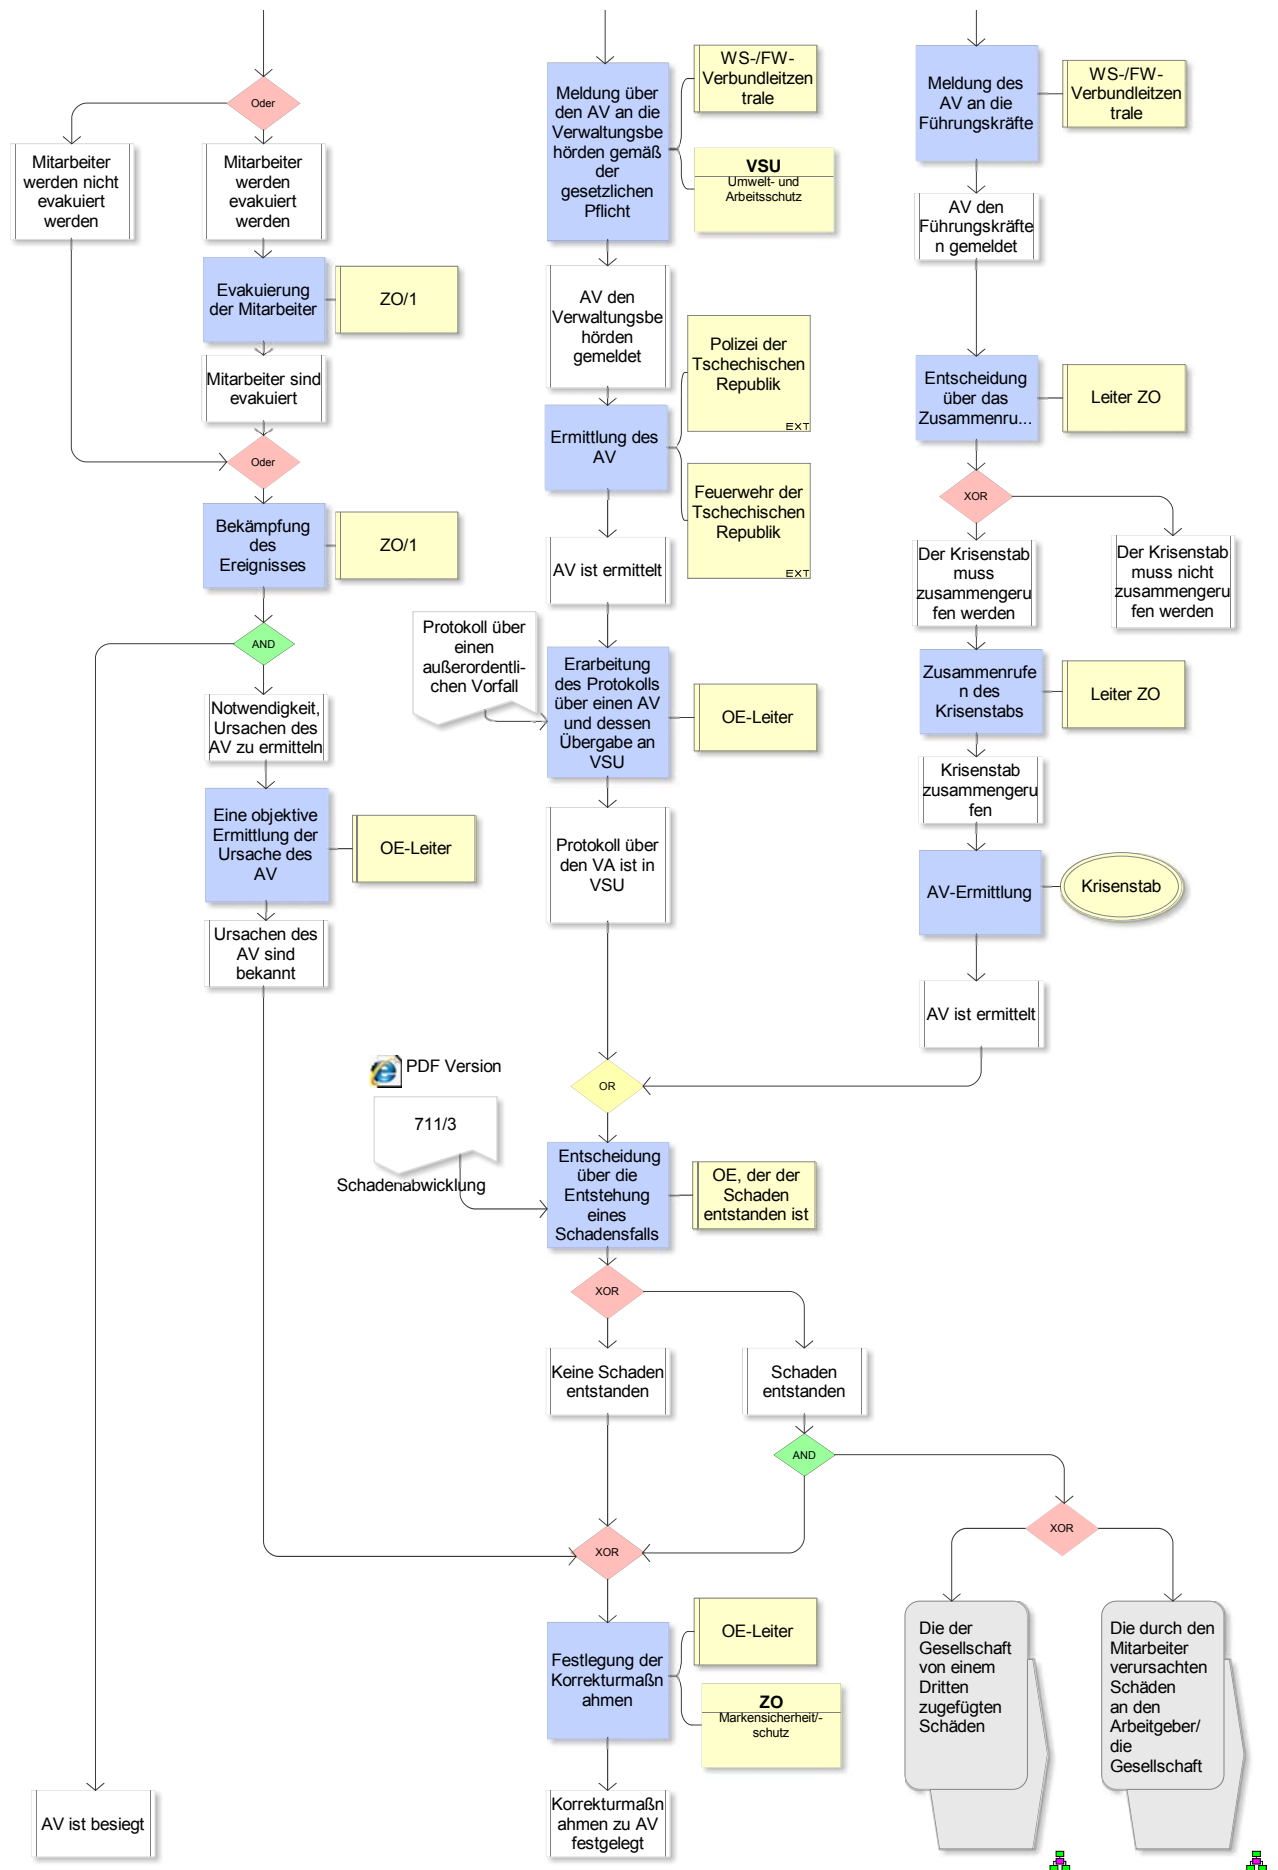 Oder
Mitarbeiter
werden nicht
evakuiert
werden
Mitarbeiter
werden
evakuiert
werden
Evakuierung
der Mitarbeiter
ZO/1
Mitarbeiter sind
evakuiert
Oder
Bekämpfung
des
Ereignisses
ZO/1
AND
Notwendigkeit,
Ursachen des
AV zu ermitteln
Eine objektive
Ermittlung der
Ursache des
AV
OE-Leiter
Ursachen des
AV sind
bekannt
AV ist besiegt
Meldung über
den AV an die
Verwaltungsbe
hörden gemäß
der
gesetzlichen
Pflicht
WS-/FW-
Verbundleitzen
trale
VSU
Umwelt- und
Arbeitsschutz
AV den
Verwaltungsbe
hörden
gemeldet
Ermittlung des
AV
Polizei der
Tschechischen
Republik
EXT
Feuerwehr der
Tschechischen
Republik
EXT
AV ist ermittelt
Protokoll über
einen
außerordentli-
chen Vorfall
Erarbeitung
des Protokolls
über einen AV
und dessen
Übergabe an
VSU
OE-Leiter
Protokoll über
den VA ist in
VSU
Meldung des
AV an die
Führungskräfte
WS-/FW-
Verbundleitzen
trale
AV den
Führungskräfte
n gemeldet
Entscheidung
über das
Zusammenru...
Leiter ZO
XOR
Der Krisenstab
muss
zusammengeru
fen werden
Der Krisenstab
muss nicht
zusammengeru
fen werden
Zusammenrufe
n des
Krisenstabs
Leiter ZO
Krisenstab
zusammengeru
fen
AV-Ermittlung
Krisenstab
AV ist ermittelt
OR
PDF Version
711/3
Schadenabwicklung
Entscheidung
über die
Entstehung
eines
Schadensfalls
OE, der der
Schaden
entstanden ist
XOR
Keine Schaden
entstanden
Schaden
entstanden
AND
XOR
XOR
Festlegung der
Korrekturmaßn
ahmen
OE-Leiter
ZO
Markensicherheit/-
schutz
Korrekturmaßn
ahmen zu AV
festgelegt
Die der
Gesellschaft
von einem
Dritten
zugefügten
Schäden
Die durch den
Mitarbeiter
verursachten
Schäden
an den
Arbeitgeber/
die
Gesellschaft